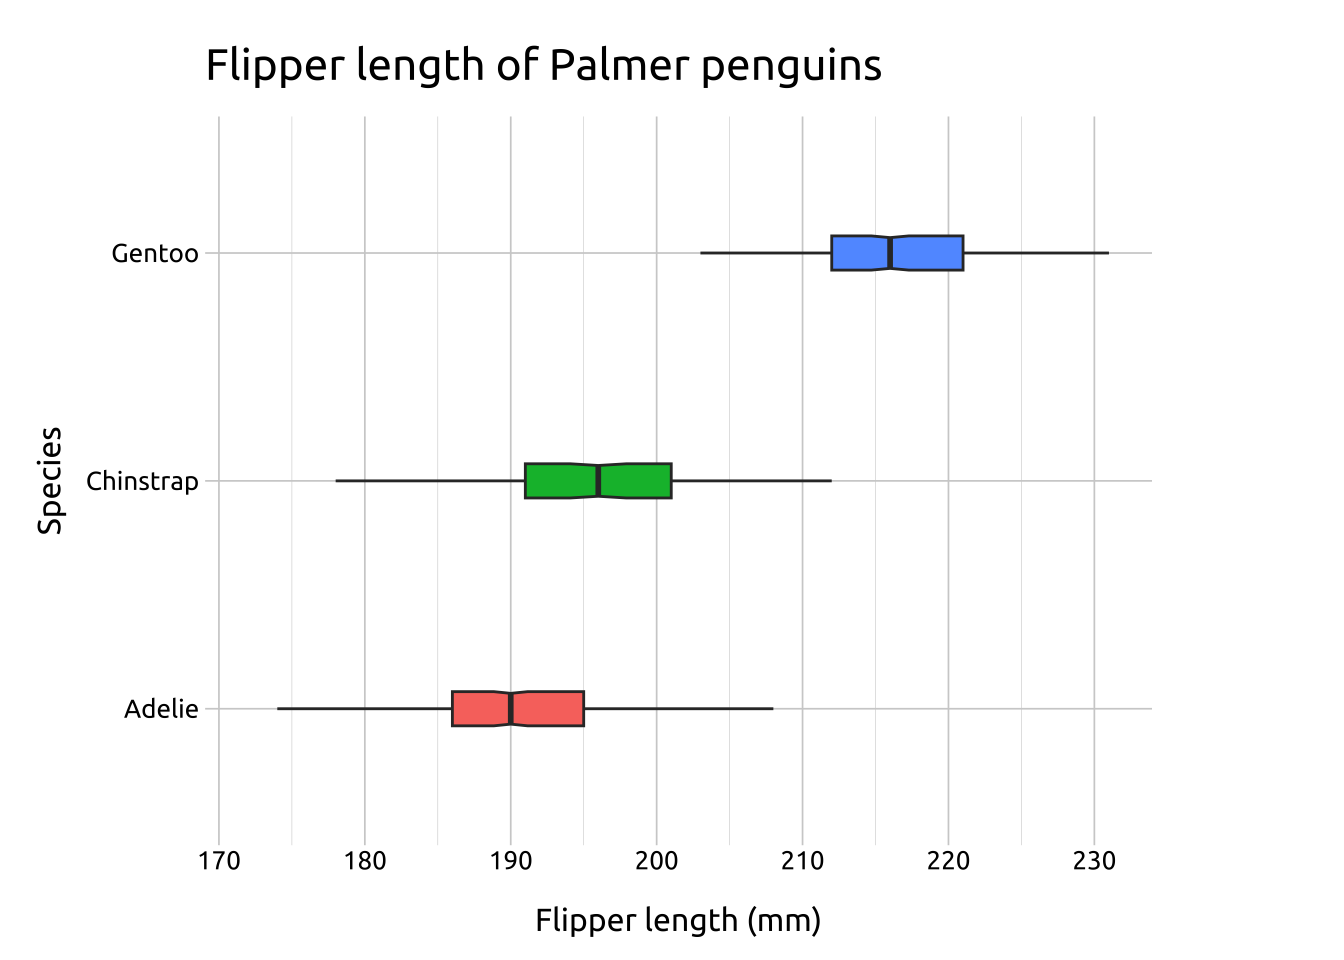 Flipper length of Palmer penguins
Gentoo
Chinstrap
Adelie
Species
170 180 190 200 210 220 230
Flipper length (mm)